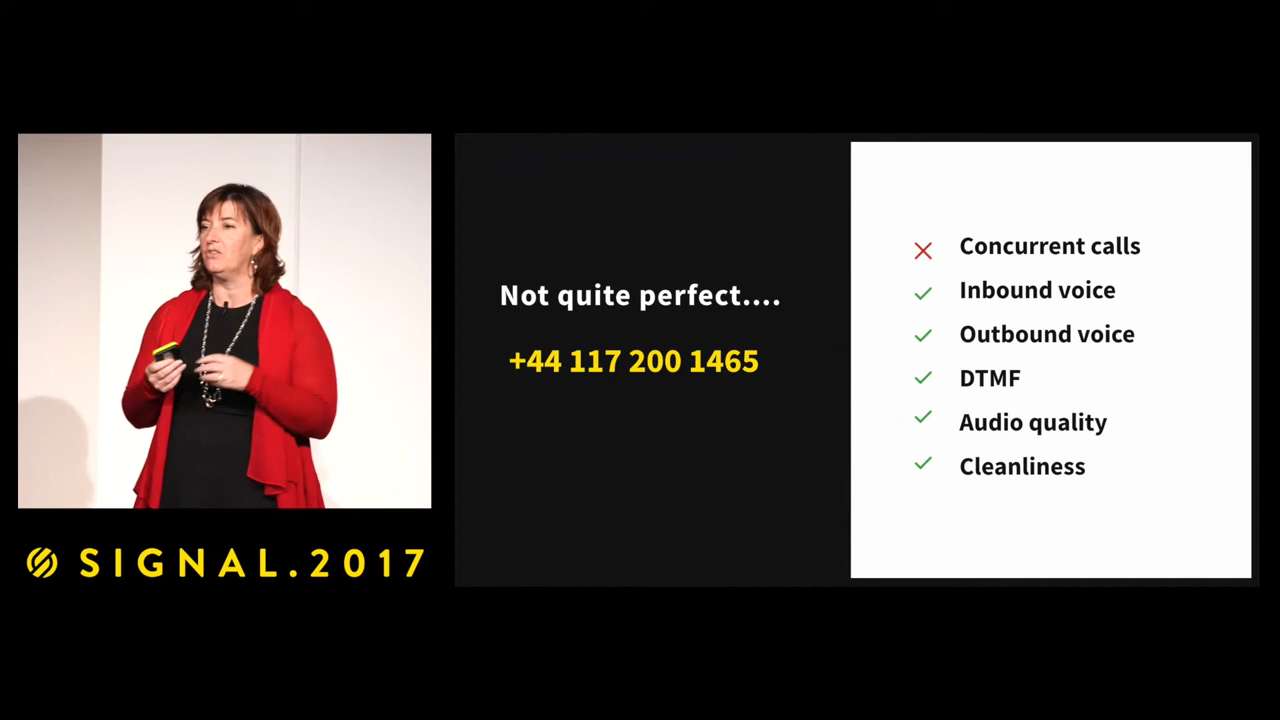 Not quite perfect....
+44 117 200 1465
Concurrent calls
Inbound voice
Outbound voice
DTMF
Audio quality
Cleanliness
SIGNAL.2017